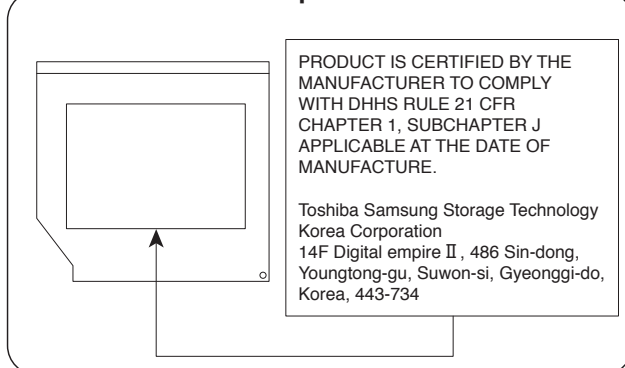 PRODUCT IS CERTIFIED BY THE
MANUFACTURER TO COMPLY
WITH DHHS RULE 21 CFR
CHAPTER 1, SUBCHAPTER J
APPLICABLE AT THE DATE OF
MANUFACTURE.
Toshiba Samsung Storage Technology
Korea Corporation
14F Digital empire Ⅱ, 486 Sin-dong,
Youngtong-gu, Suwon-si, Gyeonggi-do,
Korea, 443-734